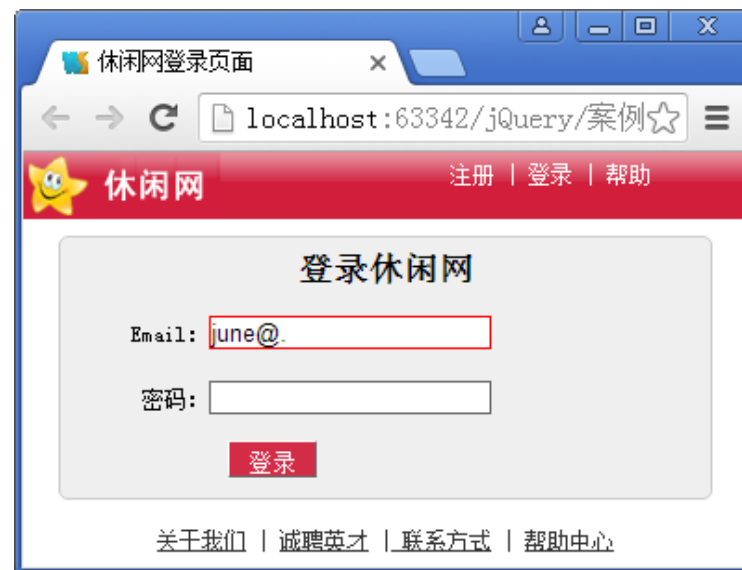 休闲网登录页面
localhost:63342/jQuery/案例
休闲网 注册 | 登录 | 帮助
登录休闲网
Email: june@.
密码:
登录
关于我们 | 诚聘英才 | 联系方式 | 帮助中心